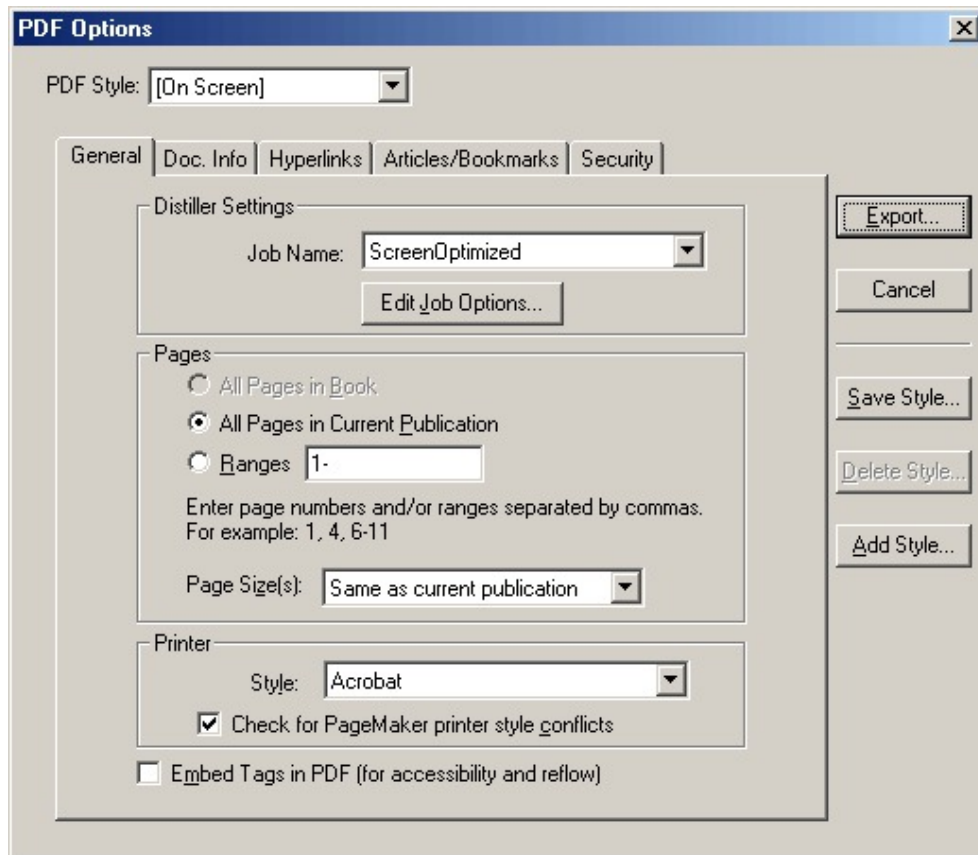 PDF Options
PDF Style: [On Screen]
General Doc. Info Hyperlinks Articles/Bookmarks Security
Distiller Settings
Job Name: ScreenOptimized
Edit Job Options...
Pages
All Pages in Book
All Pages in Current Publication
Ranges 1-
Enter page numbers and/or ranges separated by commas.
For example: 1, 4, 6-11
Page Size(s): Same as current publication
Printer
Style: Acrobat
Check for PageMaker printer style conflicts
Embed Tags in PDF (for accessibility and reflow)
Export...
Cancel
Save Style...
Delete Style...
Add Style...